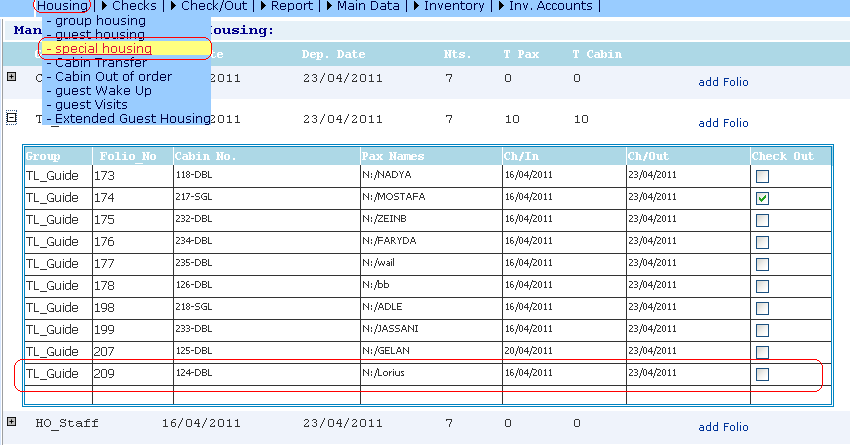 Housing | Checks | Check/Out | Report | Main Data | Inventory | Inv. Accounts |
- group housing
- guest housing
- special housing
- Cabin Transfer
- Cabin Out of order
- guest Wake Up
- guest Visits
- Extended Guest Housing
Man Housing:
te Dep. Date Nts. T Pax T Cabin
/2011 23/04/2011 7 0 0 add Folio
/2011 23/04/2011 7 10 10 add Folio
Group Folio_No Cabin No. Pax Names Ch/In Ch/Out Check Out
TL_Guide 173 118-DBL N:/NADYA 16/04/2011 23/04/2011
TL_Guide 174 217-SGL N:/MOSTAFA 16/04/2011 23/04/2011
TL_Guide 175 232-DBL N:/ZEINB 16/04/2011 23/04/2011
TL_Guide 176 234-DBL N:/FARYDA 16/04/2011 23/04/2011
TL_Guide 177 235-DBL N:/wail 16/04/2011 23/04/2011
TL_Guide 178 126-DBL N:/bb 16/04/2011 23/04/2011
TL_Guide 198 218-SGL N:/ADLE 16/04/2011 23/04/2011
TL_Guide 199 233-DBL N:/JASSANI 16/04/2011 23/04/2011
TL_Guide 207 125-DBL N:/GELAN 20/04/2011 23/04/2011
TL_Guide 209 124-DBL N:/Lorius 16/04/2011 23/04/2011
HO_Staff 16/04/2011 23/04/2011 7 0 0 add Folio